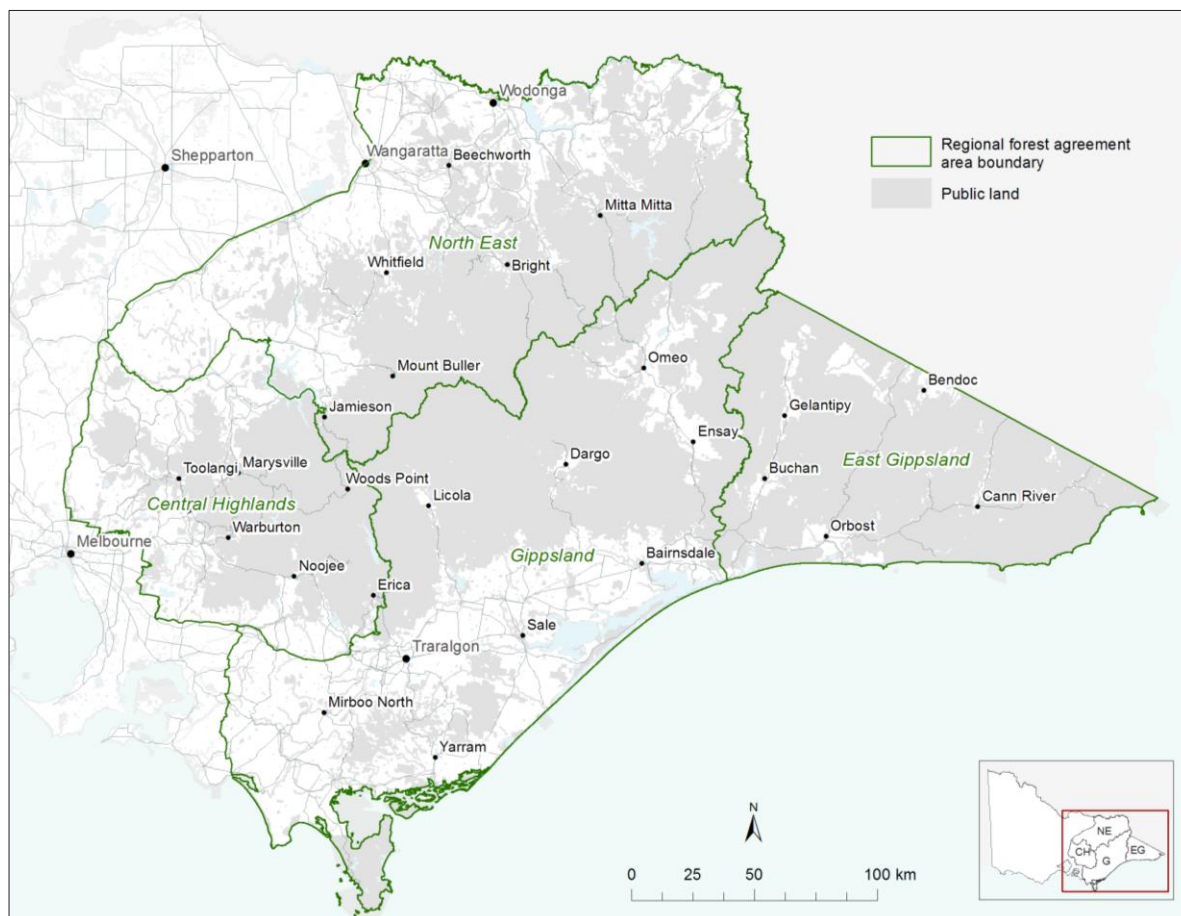 Wodonga
Shepparton
Wangaratta
Beechworth
Regional forest agreement
area boundary
Public land
Mitta Mitta
North East
Whitfield
Bright
Mount Buller
Omeo
Bendoc
Jamieson
Gelantipy
Ensay
Dargo
East Gippsland
Toolangi
Marysville
Buchan
Woods Point
Licola
Central Highlands
Cann River
Warburton
Orbost
Melbourne
Gippsland
Bairnsdale
Noojee
Erica
Sale
Traralgon
Mirboo North
Yarram
N
0 25 50 100 km
NE
CH
G
EG